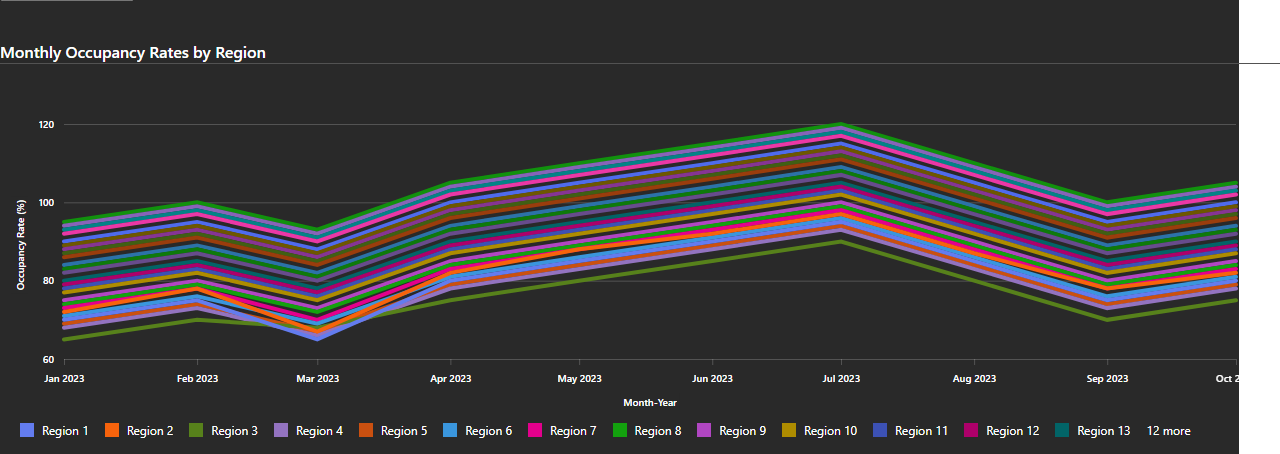 Monthly Occupancy Rates by Region
120
100
80
60
Occupancy Rate (%)
Jan 2023 Feb 2023 Mar 2023 Apr 2023 May 2023 Jun 2023 Jul 2023 Aug 2023 Sep 2023 Oct 2
Month-Year
Region 1 Region 2 Region 3 Region 4 Region 5 Region 6 Region 7 Region 8 Region 9 Region 10 Region 11 Region 12 Region 13 12 more